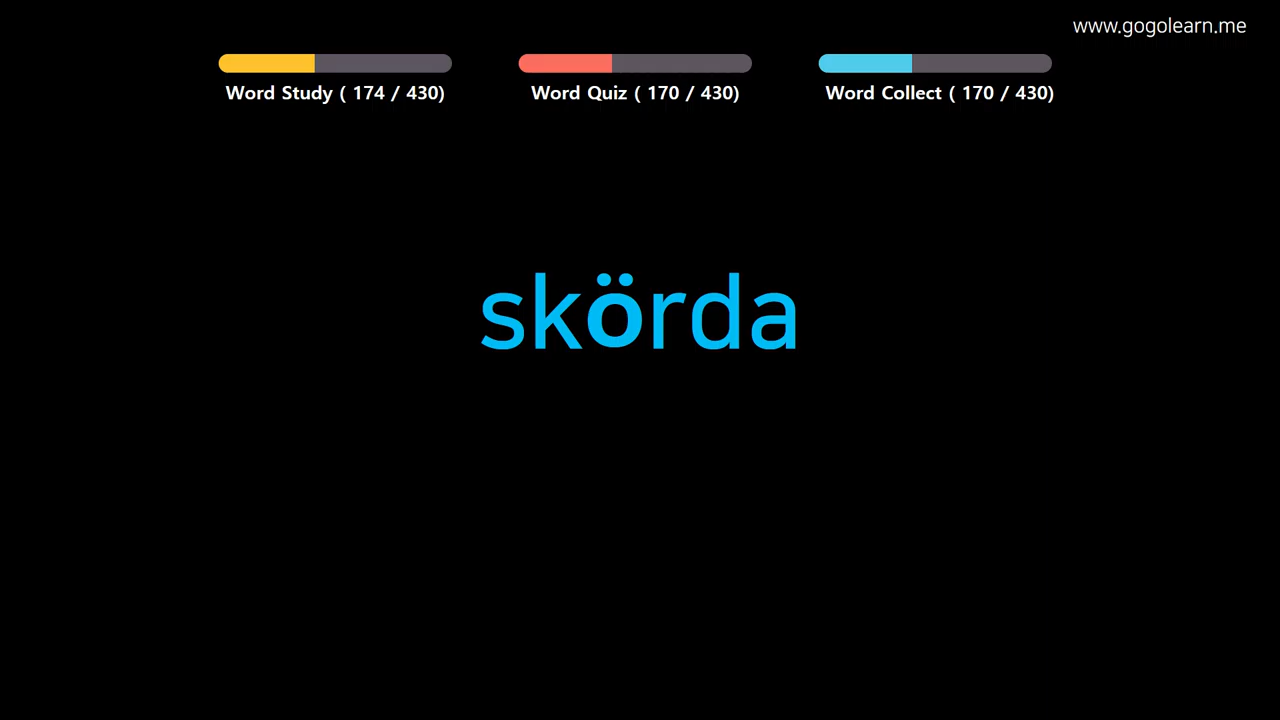 www.gogolearn.me
Word Study ( 174 / 430)
Word Quiz ( 170 / 430)
Word Collect ( 170 / 430)
skörda